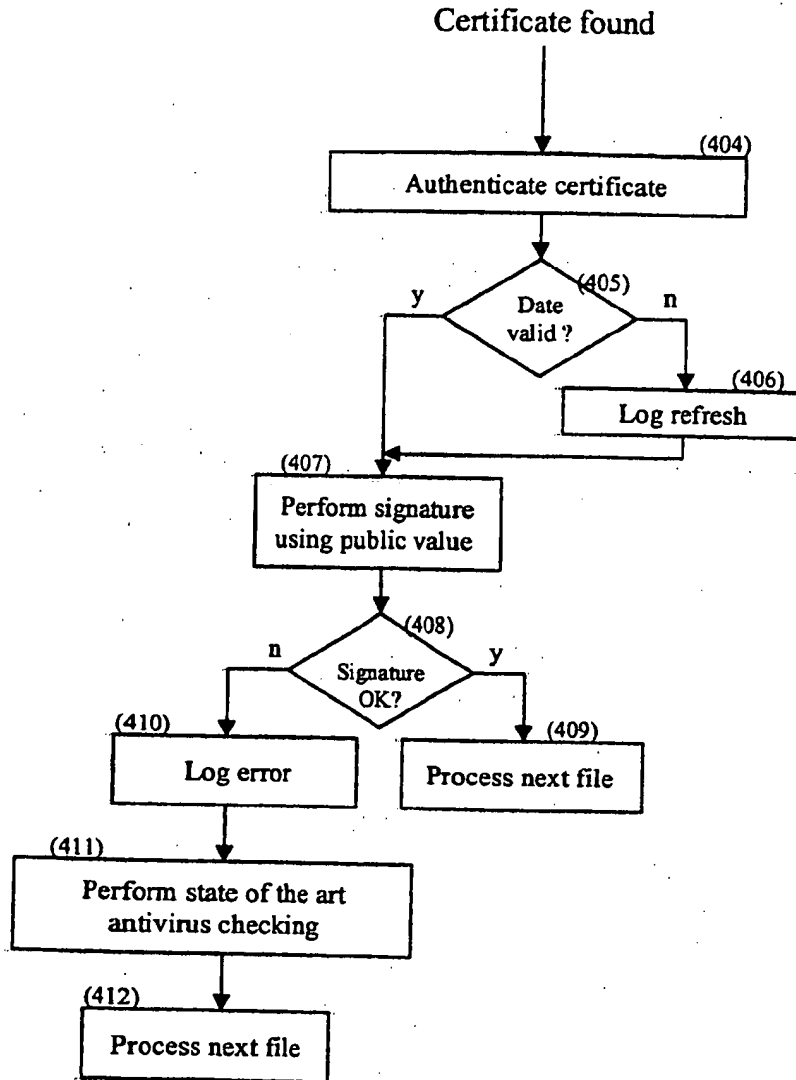 Certificate found
(404)
Authenticate certificate
(405)
y
n
Date
valid ?
(406)
Log refresh
(407)
Perform signature
using public value
(408)
n
y
Signature
OK?
(410)
(409)
Log error
Process next file
(411)
Perform state of the art
antivirus checking
(412)
Process next file